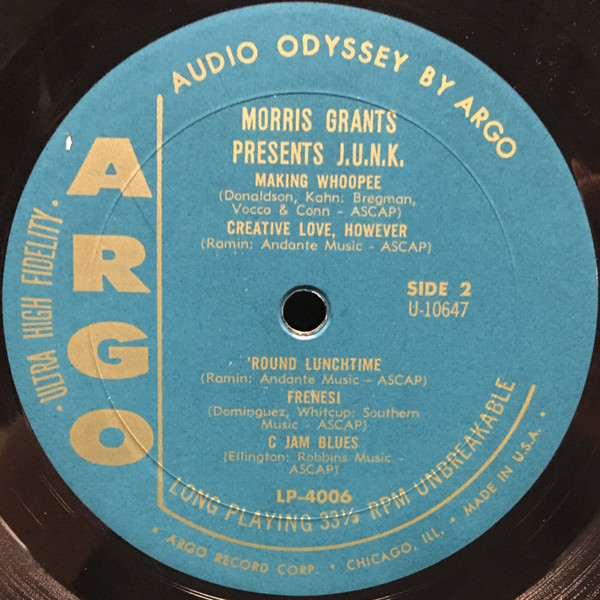 AUDIO ODYSSEY BY ARGO
ARGO
• ULTRA HIGH FIDELITY •
MORRIS GRANTS
PRESENTS J.U.N.K.
MAKING WHOOPEE
(Donaldson, Kahn: Bregman,
Vocco & Conn - ASCAP)
CREATIVE LOVE, HOWEVER
(Ramin: Andante Music - ASCAP)
SIDE 2
U-10647
'ROUND LUNCHTIME
(Ramin: Andante Music - ASCAP)
FRENESI
(Dominguez, Whitcup: Southern
Music - ASCAP)
C JAM BLUES
(Ellington: Robbins Music -
ASCAP)
LP-4006
LONG PLAYING 33⅓ RPM UNBREAKABLE
• ARGO RECORD CORP. • CHICAGO, ILL. • MADE IN U.S.A. •